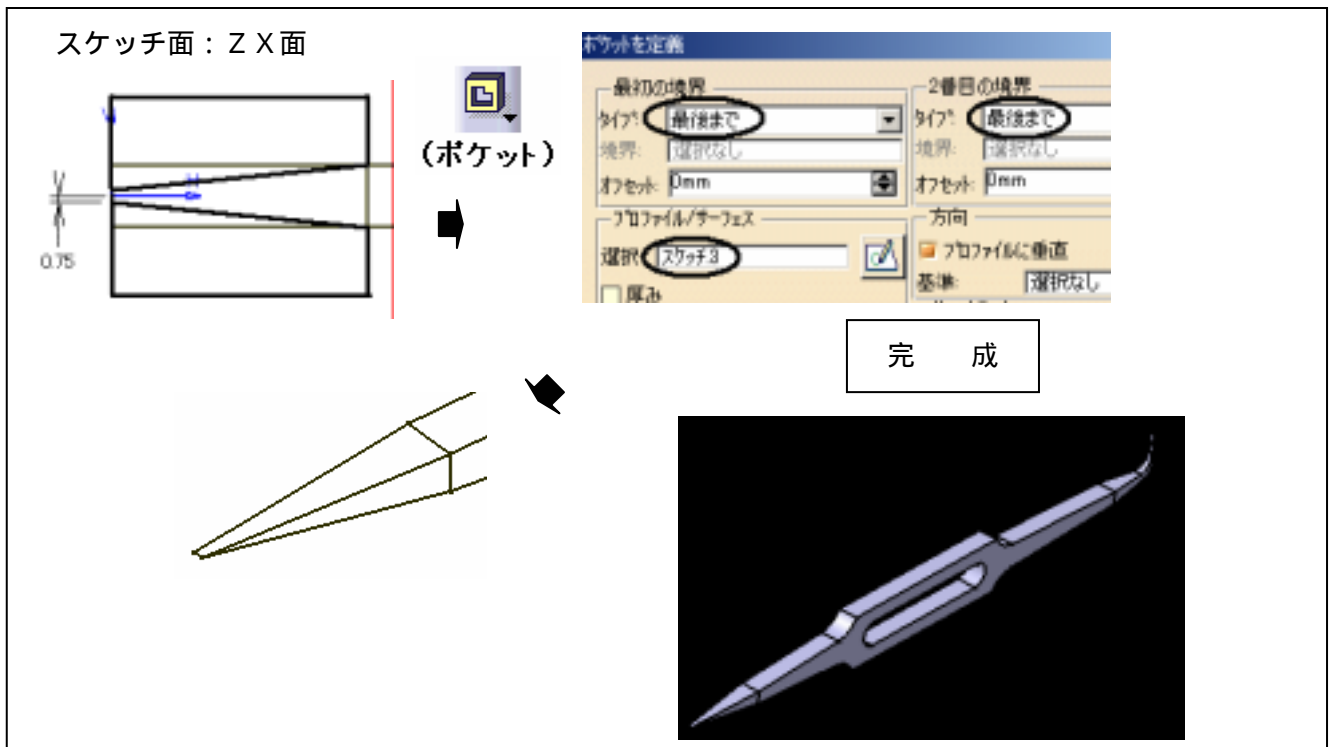 スケッチ面：ＺＸ面
V
H
0.75
(ポケット)
ポケットを定義
最初の境界
タイプ: 最後まで
境界: 選択なし
オフセット: 0mm
プロファイル/サーフェス
選択: スケッチ.3
厚み
2番目の境界
タイプ: 最後まで
境界: 選択なし
オフセット: 0mm
方向
プロファイルに垂直
基準: 選択なし
完　　成